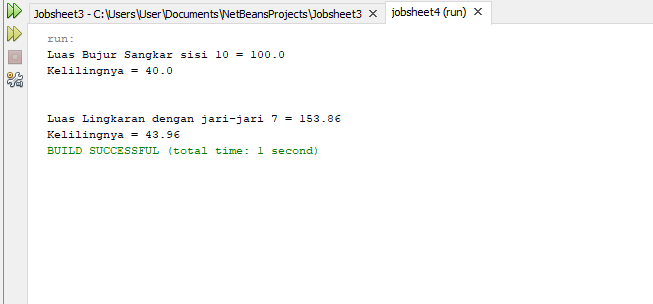 Jobsheet3 - C:\Users\User\Documents\NetBeansProjects\Jobsheet3 × jobsheet4 (run) ×
run:
Luas Bujur Sangkar sisi 10 = 100.0
Kelilingnya = 40.0
Luas Lingkaran dengan jari-jari 7 = 153.86
Kelilingnya = 43.96
BUILD SUCCESSFUL (total time: 1 second)